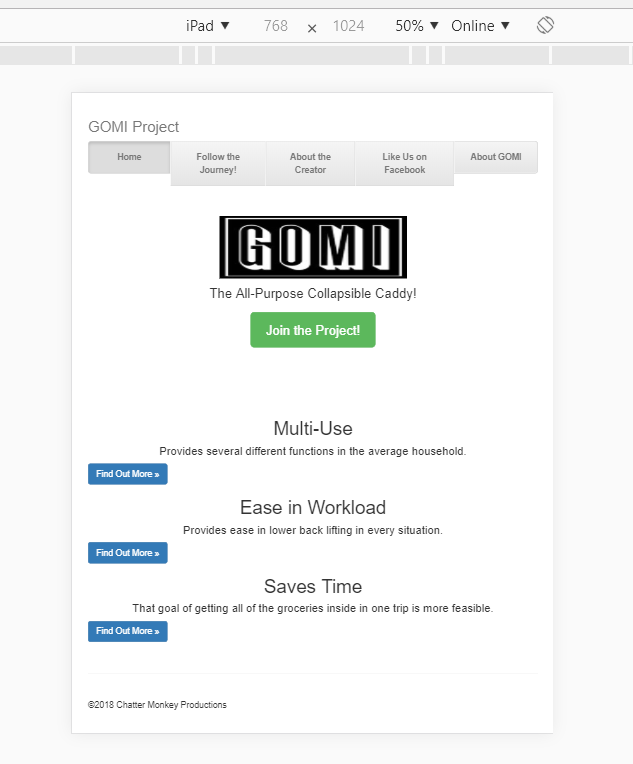 iPad ▼ 768 × 1024 50% ▼ Online ▼
GOMI Project
Home
Follow the
Journey!
About the
Creator
Like Us on
Facebook
About GOMI
GOMI
The All-Purpose Collapsible Caddy!
Join the Project!
Multi-Use
Provides several different functions in the average household.
Find Out More »
Ease in Workload
Provides ease in lower back lifting in every situation.
Find Out More »
Saves Time
That goal of getting all of the groceries inside in one trip is more feasible.
Find Out More »
©2018 Chatter Monkey Productions